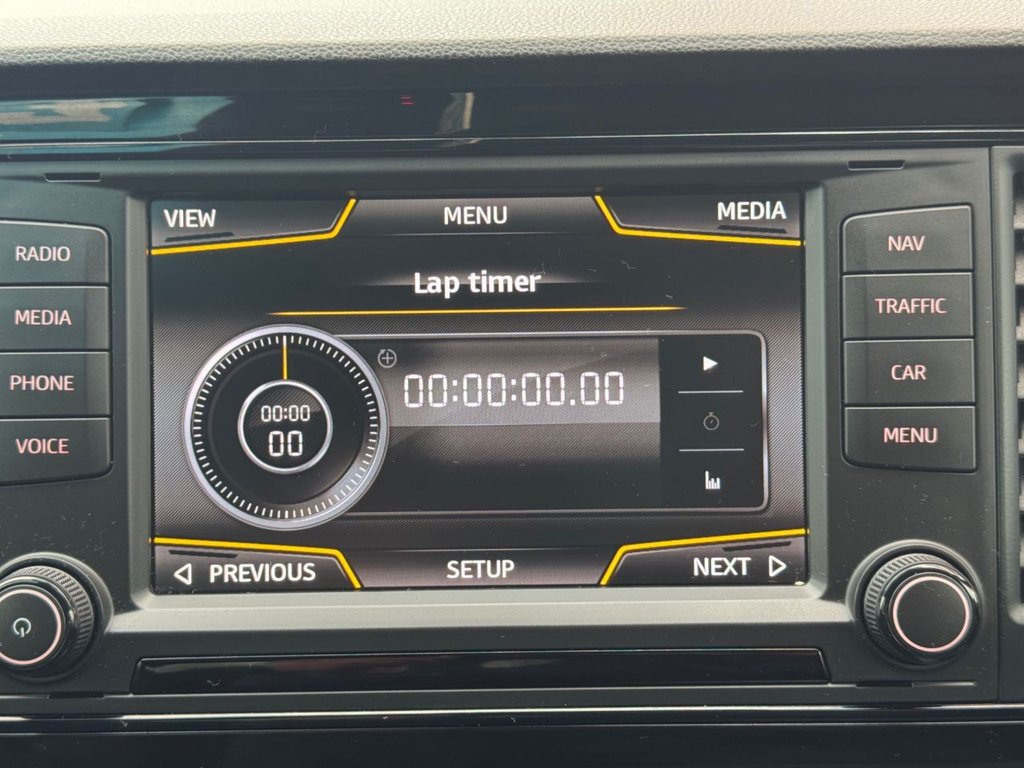 VIEW
MENU
MEDIA
RADIO
MEDIA
PHONE
VOICE
Lap timer
00:00:00.00
00:00
00
NAV
TRAFFIC
CAR
MENU
PREVIOUS
SETUP
NEXT